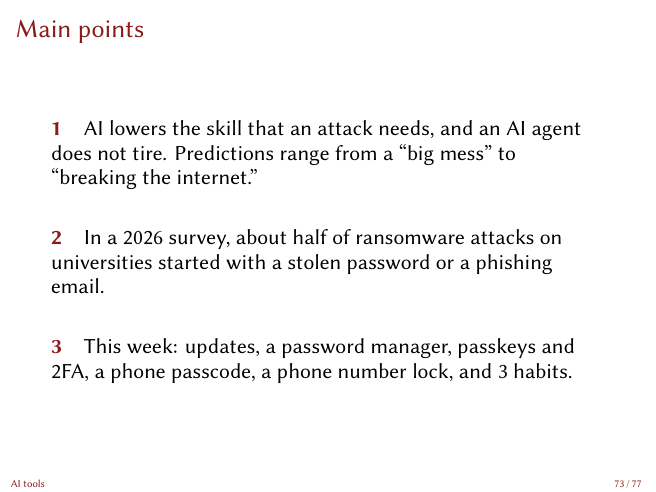 Main points
1 AI lowers the skill that an attack needs, and an AI agent
does not tire. Predictions range from a “big mess” to
“breaking the internet.”
2 In a 2026 survey, about half of ransomware attacks on
universities started with a stolen password or a phishing
email.
3 This week: updates, a password manager, passkeys and
2FA, a phone passcode, a phone number lock, and 3 habits.
AI tools
73 / 77